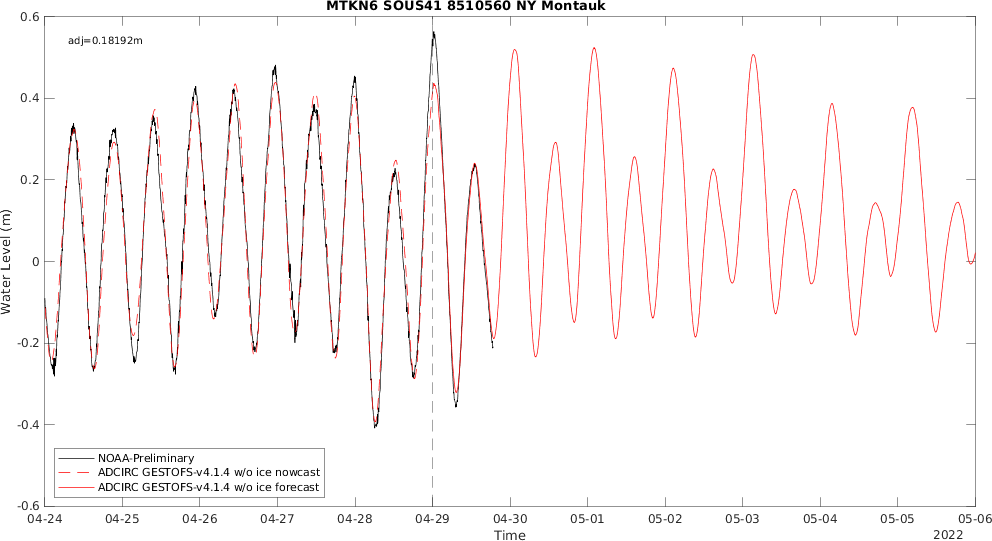 MTKN6 SOUS41 8510560 NY Montauk
adj=0.18192m
0.6
0.4
0.2
0
-0.2
-0.4
-0.6
Water Level (m)
NOAA-Preliminary
ADCIRC GESTOFS-v4.1.4 w/o ice nowcast
ADCIRC GESTOFS-v4.1.4 w/o ice forecast
04-24 04-25 04-26 04-27 04-28 04-29 04-30 05-01 05-02 05-03 05-04 05-05 05-06
Time
2022